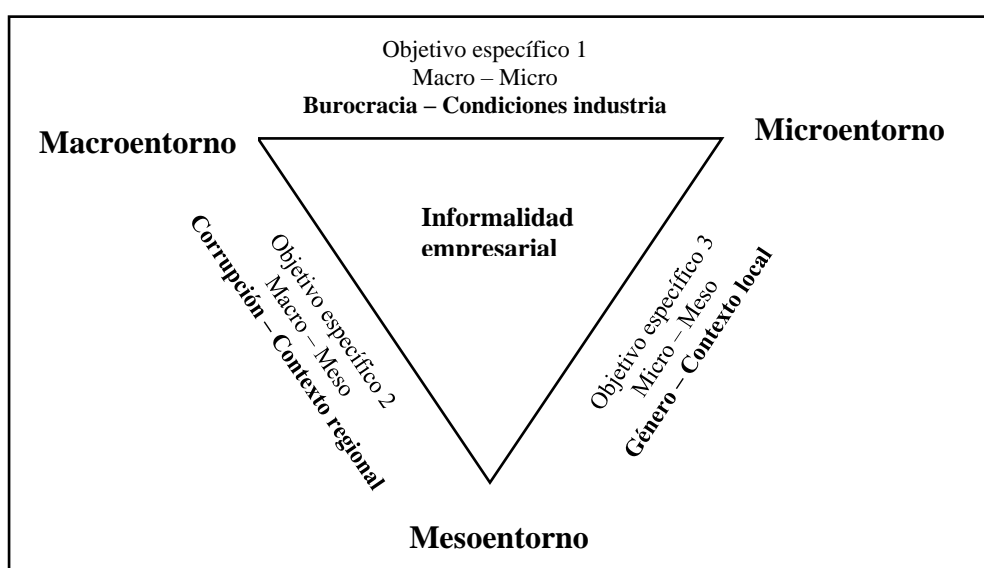 Objetivo específico 1
Macro – Micro
Burocracia – Condiciones industria
Macroentorno
Microentorno
Informalidad
empresarial
Objetivo específico 2
Macro – Meso
Corrupción – Contexto regional
Objetivo específico 3
Micro – Meso
Género – Contexto local
Mesoentorno